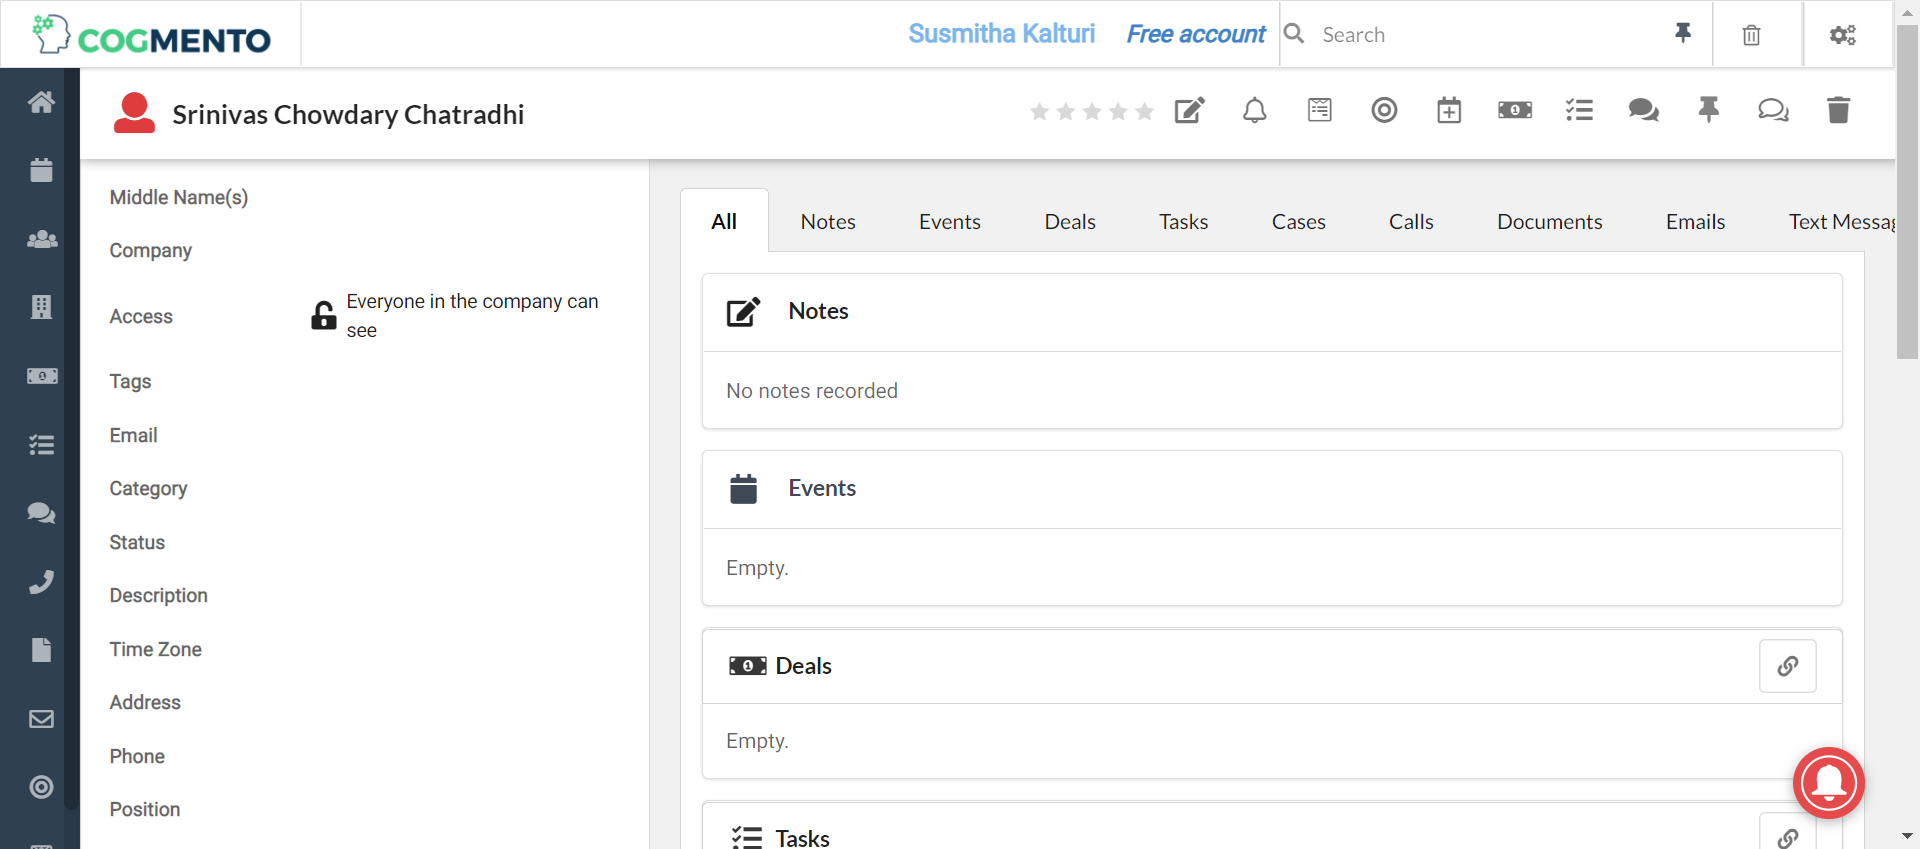 COGMENTO
Susmitha Kalturi
Free account
Search
Srinivas Chowdary Chatradhi
Middle Name(s)
Company
Access
Everyone in the company can
see
Tags
Email
Category
Status
Description
Time Zone
Address
Phone
Position
All
Notes
Events
Deals
Tasks
Cases
Calls
Documents
Emails
Text Messag
Notes
No notes recorded
Events
Empty.
Deals
Empty.
Tasks